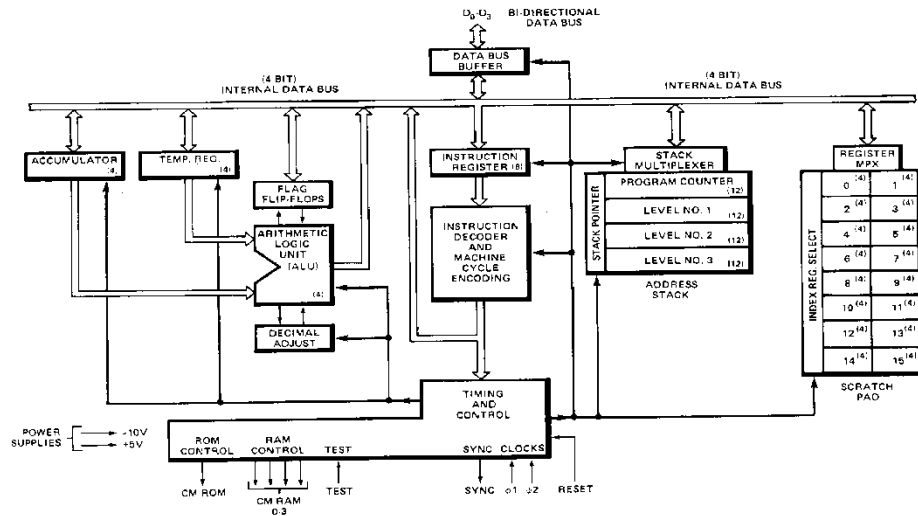 D0-D3 BI-DIRECTIONAL
DATA BUS
DATA BUS
BUFFER
(4 BIT)
INTERNAL DATA BUS
(4 BIT)
INTERNAL DATA BUS
ACCUMULATOR (4)
TEMP. REG. (4)
INSTRUCTION
REGISTER (8)
STACK
MULTIPLEXER
REGISTER
MPX
FLAG
FLIP-FLOPS
ARITHMETIC
LOGIC
UNIT
(ALU)
(4)
DECIMAL
ADJUST
INSTRUCTION
DECODER
AND
MACHINE
CYCLE
ENCODING
STACK POINTER
PROGRAM COUNTER (12)
LEVEL NO. 1 (12)
LEVEL NO. 2 (12)
LEVEL NO. 3 (12)
ADDRESS
STACK
INDEX REG. SELECT
0 (4) 1 (4)
2 (4) 3 (4)
4 (4) 5 (4)
6 (4) 7 (4)
8 (4) 9 (4)
10 (4) 11 (4)
12 (4) 13 (4)
14 (4) 15 (4)
SCRATCH
PAD
TIMING
AND
CONTROL
POWER
SUPPLIES
-10V
+5V
ROM
CONTROL
RAM
CONTROL
TEST
SYNC
CLOCKS
CM ROM
CM RAM
0-3
TEST
SYNC
φ1
φ2
RESET